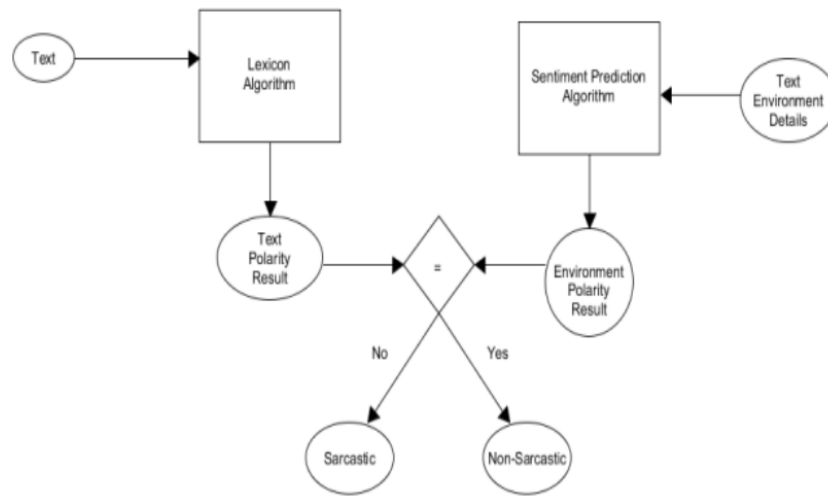 Text
Lexicon
Algorithm
Sentiment Prediction
Algorithm
Text
Environment
Details
Text
Polarity
Result
=
Environment
Polarity
Result
No
Yes
Sarcastic
Non-Sarcastic